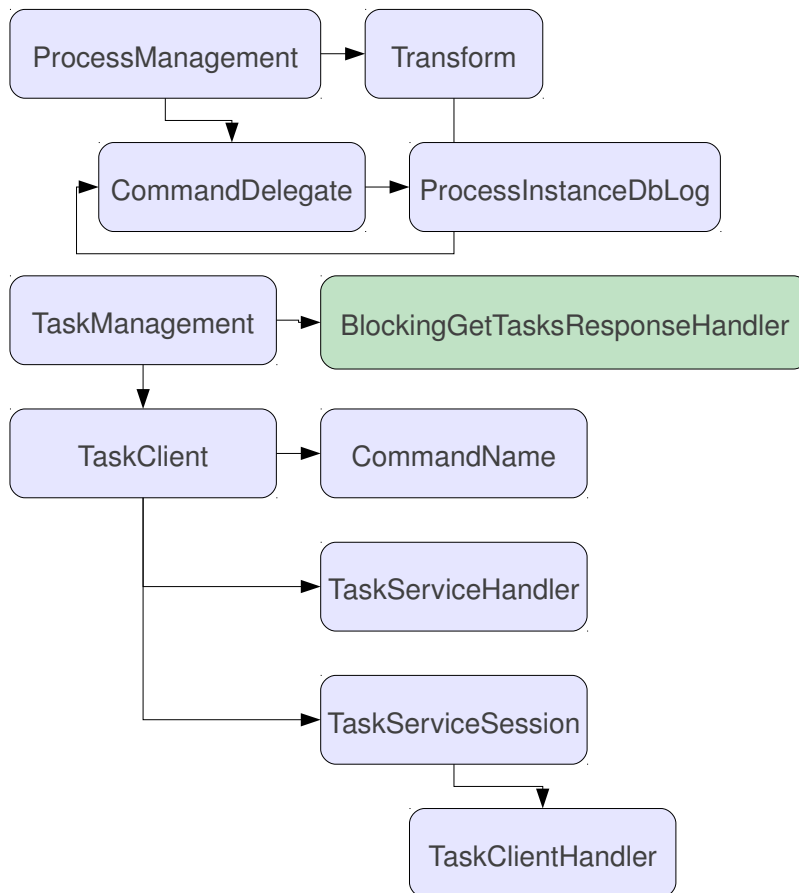 ProcessManagement
Transform
CommandDelegate
ProcessInstanceDbLog
TaskManagement
BlockingGetTasksResponseHandler
TaskClient
CommandName
TaskServiceHandler
TaskServiceSession
TaskClientHandler